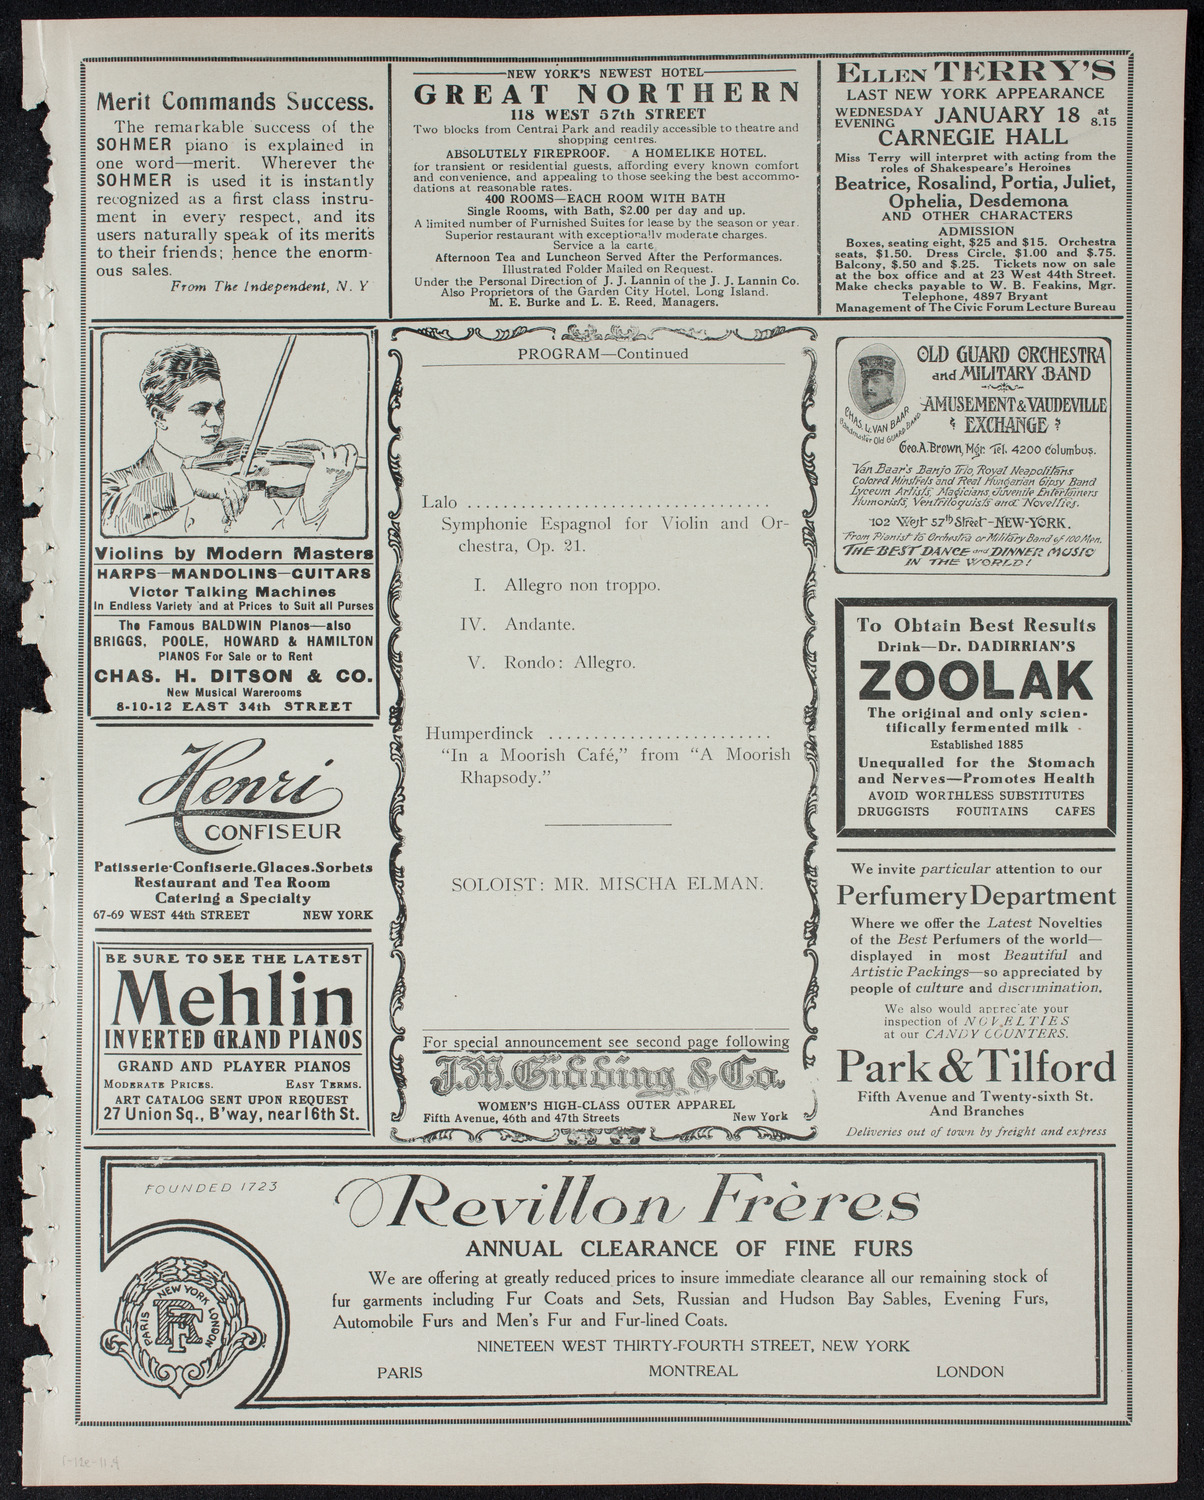 Merit Commands Success.
The remarkable success of the
SOHMER piano is explained in
one word—merit. Wherever the
SOHMER is used it is instantly
recognized as a first class instru-
ment in every respect, and its
users naturally speak of its merits
to their friends; hence the enorm-
ous sales.
From The Independent, N. Y
NEW YORK'S NEWEST HOTEL
GREAT NORTHERN
118 WEST 57th STREET
Two blocks from Central Park and readily accessible to theatre and
shopping centres.
ABSOLUTELY FIREPROOF. A HOMELIKE HOTEL.
for transient or residential guests, affording every known comfort
and convenience, and appealing to those seeking the best accommo-
dations at reasonable rates.
400 ROOMS—EACH ROOM WITH BATH
Single Rooms, with Bath, $2.00 per day and up.
A limited number of Furnished Suites for lease by the season or year.
Superior restaurant with exceptionally moderate charges.
Service a la carte.
Afternoon Tea and Luncheon Served After the Performances.
Illustrated Folder Mailed on Request.
Under the Personal Direction of J. J. Lannin of the J. J. Lannin Co.
Also Proprietors of the Garden City Hotel, Long Island.
M. E. Burke and L. E. Reed, Managers.
ELLEN TERRY'S
LAST NEW YORK APPEARANCE
WEDNESDAY EVENING JANUARY 18 at 8.15
CARNEGIE HALL
Miss Terry will interpret with acting from the
roles of Shakespeare's Heroines
Beatrice, Rosalind, Portia, Juliet,
Ophelia, Desdemona
AND OTHER CHARACTERS
ADMISSION
Boxes, seating eight, $25 and $15. Orchestra
seats, $1.50. Dress Circle, $1.00 and $.75.
Balcony, $.50 and $.25. Tickets now on sale
at the box office and at 23 West 44th Street.
Make checks payable to W. B. Feakins, Mgr.
Telephone, 4897 Bryant
Management of The Civic Forum Lecture Bureau
Violins by Modern Masters
HARPS—MANDOLINS—GUITARS
Victor Talking Machines
In Endless Variety and at Prices to Suit all Purses
The Famous BALDWIN Pianos—also
BRIGGS, POOLE, HOWARD & HAMILTON
PIANOS For Sale or to Rent
CHAS. H. DITSON & CO.
New Musical Warerooms
8-10-12 EAST 34th STREET
Henri
CONFISEUR
Patisserie-Confiserie.Glaces.Sorbets
Restaurant and Tea Room
Catering a Specialty
67-69 WEST 44th STREET NEW YORK
BE SURE TO SEE THE LATEST
Mehlin
INVERTED GRAND PIANOS
GRAND AND PLAYER PIANOS
MODERATE PRICES. EASY TERMS.
ART CATALOG SENT UPON REQUEST
27 Union Sq., B'way, near 16th St.
PROGRAM—Continued
Lalo
Symphonie Espagnol for Violin and Or-
chestra, Op. 21.
I. Allegro non troppo.
IV. Andante.
V. Rondo: Allegro.
Humperdinck
"In a Moorish Café," from "A Moorish
Rhapsody."
SOLOIST: MR. MISCHA ELMAN.
For special announcement see second page following
J.M.Gidding & Co.
WOMEN'S HIGH-CLASS OUTER APPAREL
Fifth Avenue, 46th and 47th Streets New York
OLD GUARD ORCHESTRA
and MILITARY BAND
AMUSEMENT & VAUDEVILLE
EXCHANGE
CHAS. L. VAN BAAR
Bandmaster Old Guard Band
Geo. A. Brown, Mgr. Tel. 4200 Columbus.
Van Baar's Banjo Trio, Royal Neapolitans
Colored Minstrels and Real Hungarian Gipsy Band
Lyceum Artists, Magicians, Juvenile Entertainers
Humorists, Ventriloquists and Novelties.
102 West 57th Street-NEW-YORK.
From Pianist to Orchestra or Military Band of 100 Men.
THE BEST DANCE and DINNER MUSIC
IN THE WORLD!
To Obtain Best Results
Drink—Dr. DADIRRIAN'S
ZOOLAK
The original and only scien-
tifically fermented milk
Established 1885
Unequalled for the Stomach
and Nerves—Promotes Health
AVOID WORTHLESS SUBSTITUTES
DRUGGISTS FOUNTAINS CAFES
We invite particular attention to our
Perfumery Department
Where we offer the Latest Novelties
of the Best Perfumers of the world—
displayed in most Beautiful and
Artistic Packings—so appreciated by
people of culture and discrimination.
We also would appreciate your
inspection of NOVELTIES
at our CANDY COUNTERS.
Park & Tilford
Fifth Avenue and Twenty-sixth St.
And Branches
Deliveries out of town by freight and express
FOUNDED 1723
Revillon Frères
ANNUAL CLEARANCE OF FINE FURS
We are offering at greatly reduced prices to insure immediate clearance all our remaining stock of
fur garments including Fur Coats and Sets, Russian and Hudson Bay Sables, Evening Furs,
Automobile Furs and Men's Fur and Fur-lined Coats.
NINETEEN WEST THIRTY-FOURTH STREET, NEW YORK
PARIS MONTREAL LONDON
PARIS NEW YORK LONDON
RF